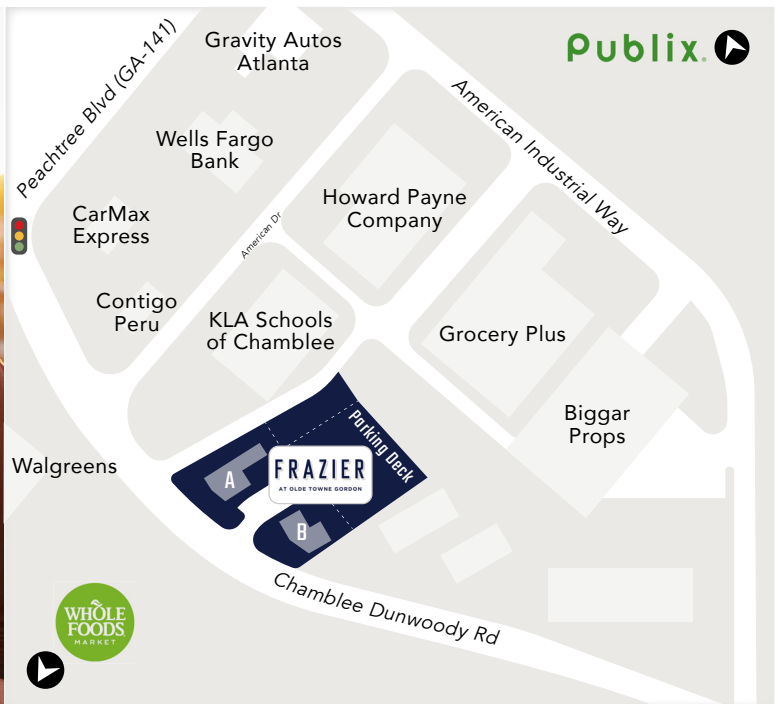 Peachtree Blvd (GA-141)
Gravity Autos
Atlanta
Publix.
American Industrial Way
Wells Fargo
Bank
CarMax
Express
Howard Payne
Company
American Dr
Contigo
Peru
KLA Schools
of Chamblee
Grocery Plus
Biggar
Props
Parking Deck
Walgreens
A
FRAZIER
AT OLDE TOWNE GORDON
B
Chamblee Dunwoody Rd
WHOLE
FOODS
MARKET